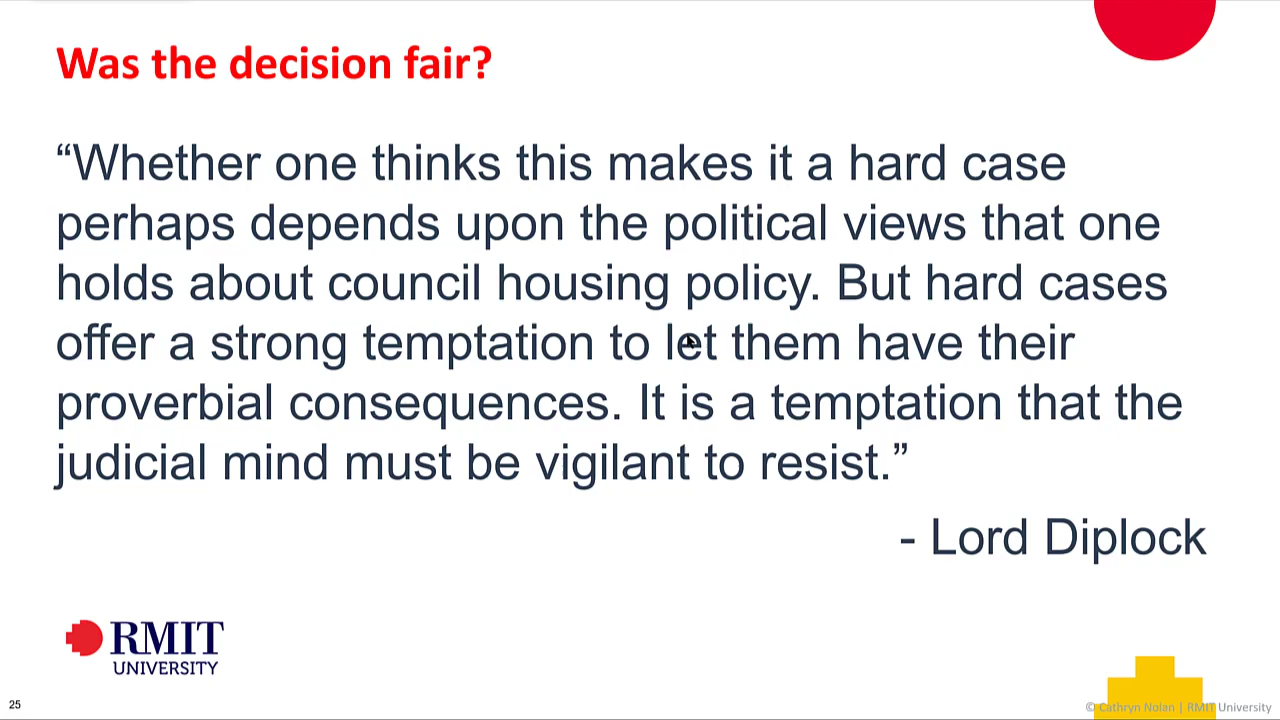 Was the decision fair?
“Whether one thinks this makes it a hard case
perhaps depends upon the political views that one
holds about council housing policy. But hard cases
offer a strong temptation to let them have their
proverbial consequences. It is a temptation that the
judicial mind must be vigilant to resist.”
- Lord Diplock
RMIT
UNIVERSITY
25
© Cathryn Nolan | RMIT University